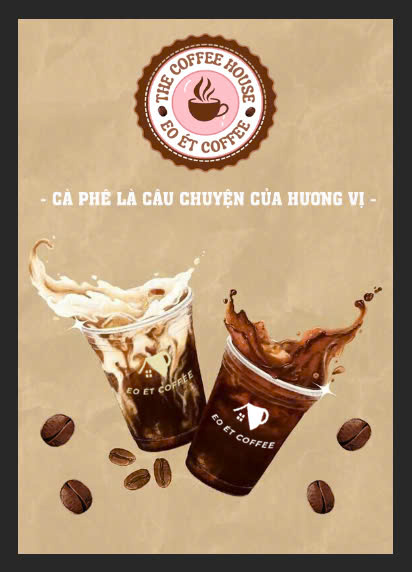 THE COFFEE HOUSE
EO ÉT COFFEE
- CÀ PHÊ LÀ CÂU CHUYỆN CỦA HƯƠNG VỊ -
EO ÉT COFFEE
EO ÉT COFFEE